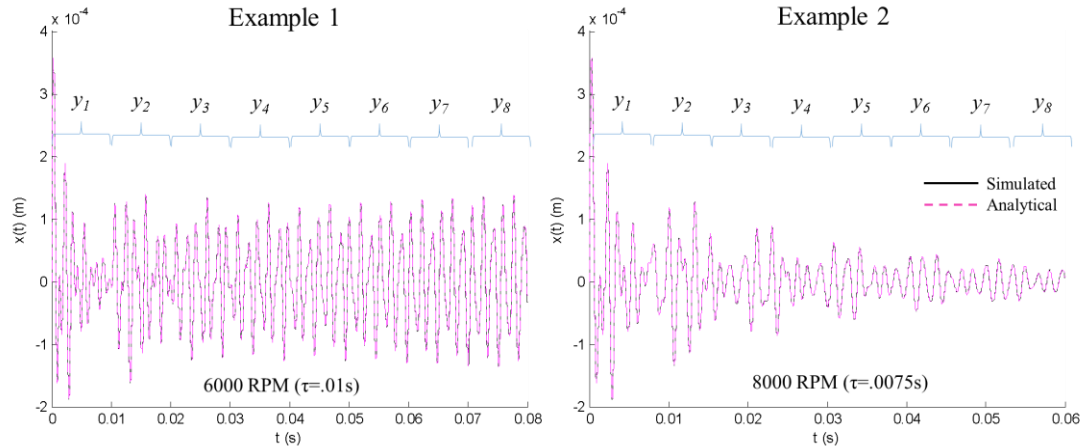 Example 1
x 10⁻⁴
4
3
2
1
0
-1
-2
x(t) (m)
y₁ y₂ y₃ y₄ y₅ y₆ y₇ y₈
6000 RPM (τ=.01s)
0 0.01 0.02 0.03 0.04 0.05 0.06 0.07 0.08
t (s)
Example 2
x 10⁻⁴
4
3
2
1
0
-1
-2
x(t) (m)
y₁ y₂ y₃ y₄ y₅ y₆ y₇ y₈
Simulated
Analytical
8000 RPM (τ=.0075s)
0 0.01 0.02 0.03 0.04 0.05 0.06
t (s)